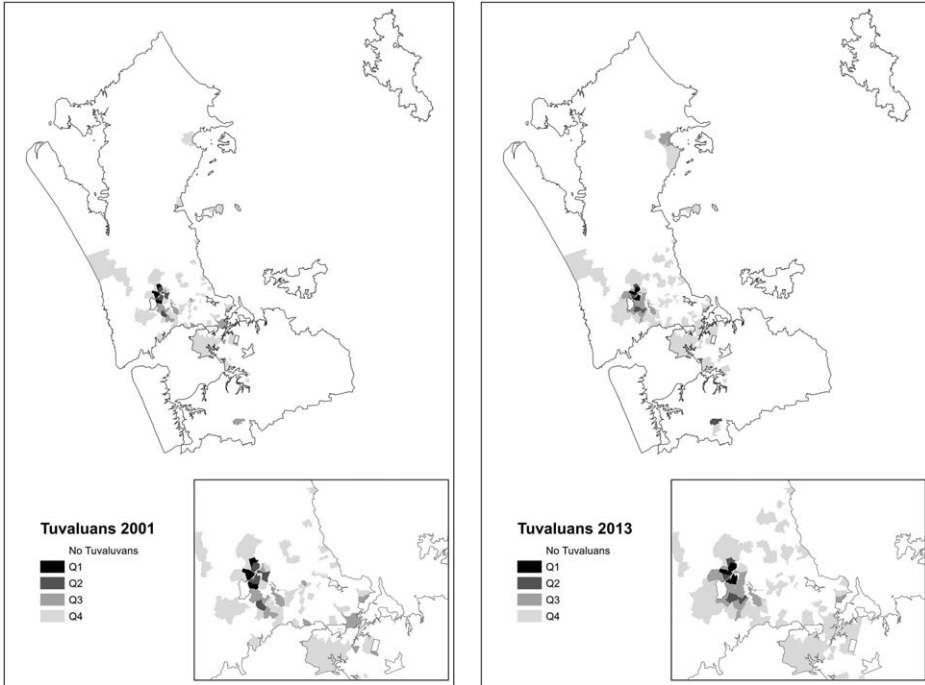 Tuvaluans 2001
No Tuvaluvans
Q1
Q2
Q3
Q4
Tuvaluans 2013
No Tuvaluans
Q1
Q2
Q3
Q4